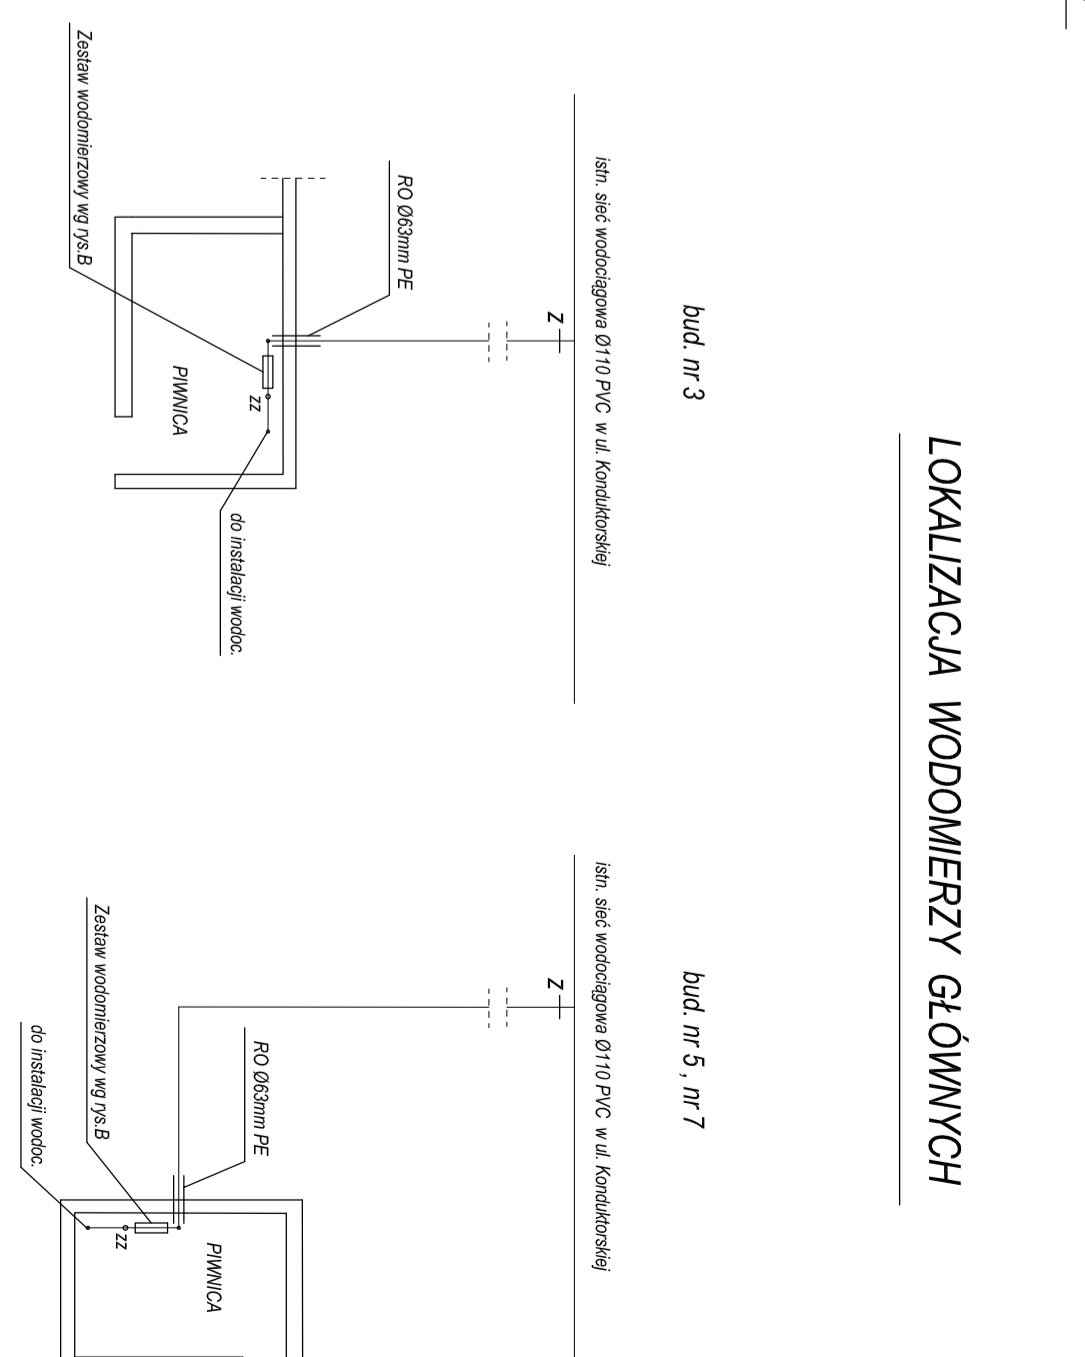 LOKALIZACJA WODOMIERZY GŁÓWNYCH
bud. nr 3
istn. sieć wodociągowa Ø110 PVC w ul. Konduktorskiej
Z
RO Ø63mm PE
ZZ
PIWNICA
do instalacji wodoc.
Zestaw wodomierzowy wg rys.B
bud. nr 5 , nr 7
istn. sieć wodociągowa Ø110 PVC w ul. Konduktorskiej
Z
RO Ø63mm PE
PIWNICA
ZZ
Zestaw wodomierzowy wg rys.B
do instalacji wodoc.